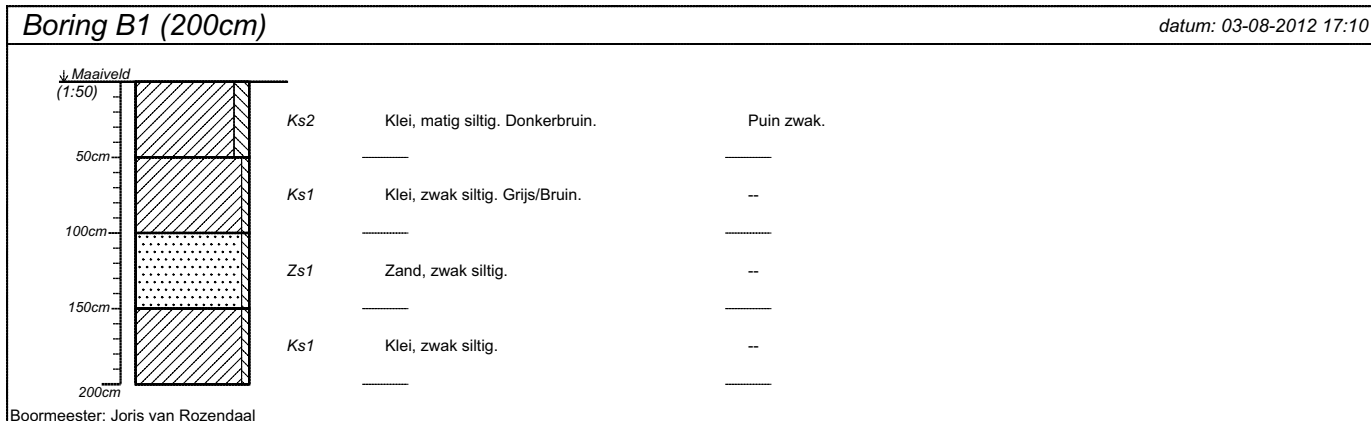 Boring B1 (200cm) datum: 03-08-2012 17:10
Maaiveld
(1:50)
Ks2 Klei, matig siltig. Donkerbruin. Puin zwak.
50cm
Ks1 Klei, zwak siltig. Grijs/Bruin. --
100cm
Zs1 Zand, zwak siltig. --
150cm
Ks1 Klei, zwak siltig. --
200cm
Boormeester: Joris van Rozendaal